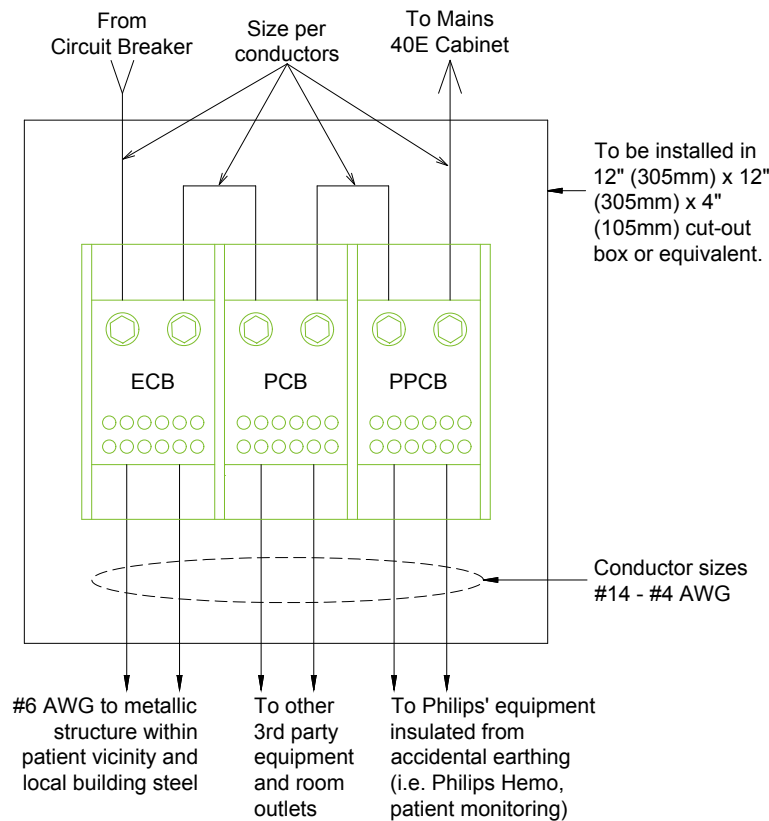 From
Circuit Breaker
Size per
conductors
To Mains
40E Cabinet
To be installed in
12" (305mm) x 12"
(305mm) x 4"
(105mm) cut-out
box or equivalent.
ECB
PCB
PPCB
Conductor sizes
#14 - #4 AWG
#6 AWG to metallic
structure within
patient vicinity and
local building steel
To other
3rd party
equipment
and room
outlets
To Philips' equipment
insulated from
accidental earthing
(i.e. Philips Hemo,
patient monitoring)